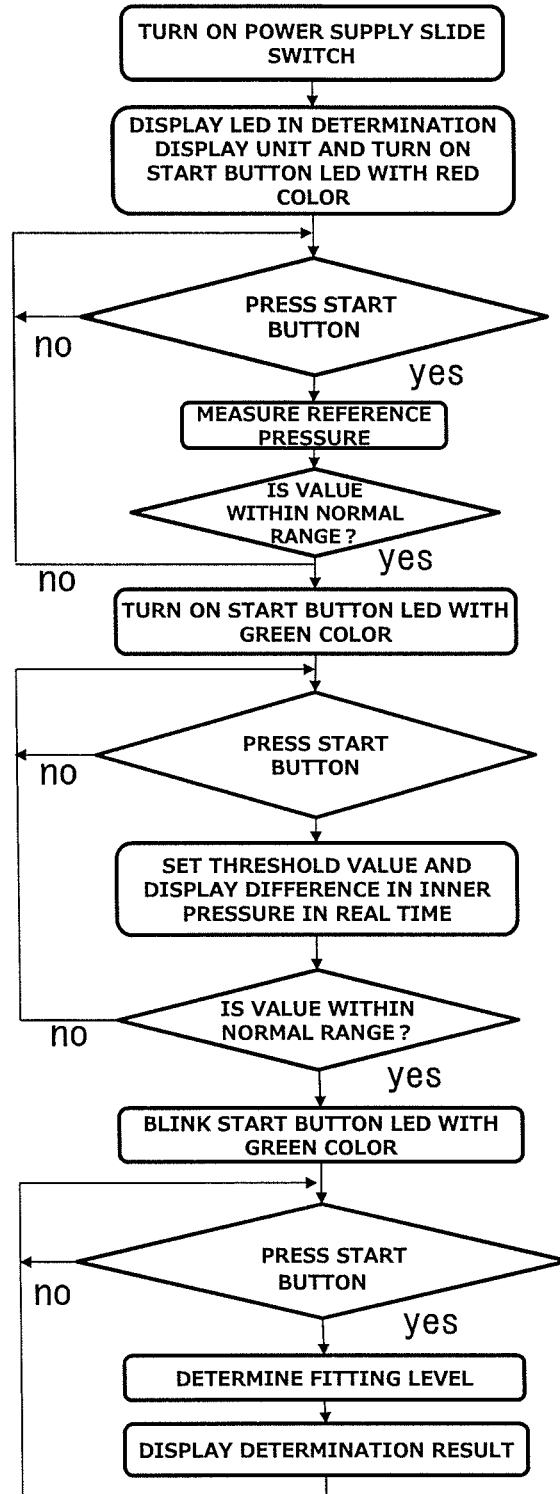 TURN ON POWER SUPPLY SLIDE
SWITCH
DISPLAY LED IN DETERMINATION
DISPLAY UNIT AND TURN ON
START BUTTON LED WITH RED
COLOR
PRESS START
BUTTON
no
yes
MEASURE REFERENCE
PRESSURE
IS VALUE
WITHIN NORMAL
RANGE?
no
yes
TURN ON START BUTTON LED WITH
GREEN COLOR
PRESS START
BUTTON
no
SET THRESHOLD VALUE AND
DISPLAY DIFFERENCE IN INNER
PRESSURE IN REAL TIME
IS VALUE WITHIN
NORMAL RANGE?
no
yes
BLINK START BUTTON LED WITH
GREEN COLOR
PRESS START
BUTTON
no
yes
DETERMINE FITTING LEVEL
DISPLAY DETERMINATION RESULT